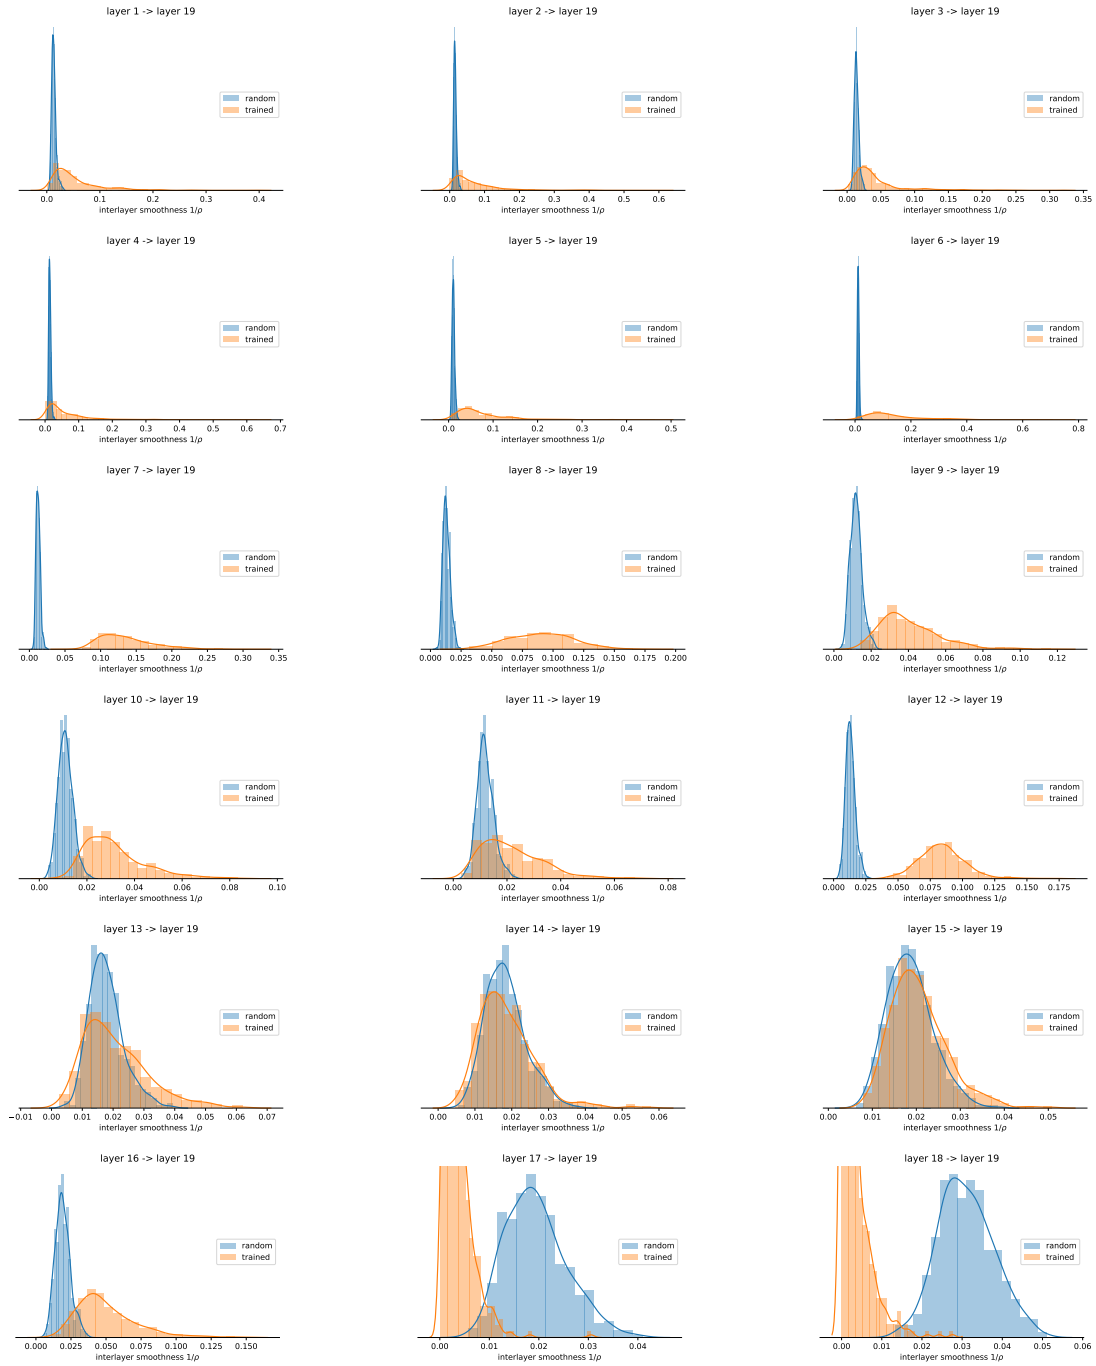 layer 1 -> layer 19
layer 2 -> layer 19
layer 3 -> layer 19
random
trained
random
trained
random
trained
0.0 0.1 0.2 0.3 0.4
0.0 0.1 0.2 0.3 0.4 0.5 0.6
0.00 0.05 0.10 0.15 0.20 0.25 0.30 0.35
interlayer smoothness 1/ρ
interlayer smoothness 1/ρ
interlayer smoothness 1/ρ
layer 4 -> layer 19
layer 5 -> layer 19
layer 6 -> layer 19
random
trained
random
trained
random
trained
0.0 0.1 0.2 0.3 0.4 0.5 0.6 0.7
0.0 0.1 0.2 0.3 0.4 0.5
0.0 0.2 0.4 0.6 0.8
interlayer smoothness 1/ρ
interlayer smoothness 1/ρ
interlayer smoothness 1/ρ
layer 7 -> layer 19
layer 8 -> layer 19
layer 9 -> layer 19
random
trained
random
trained
random
trained
0.00 0.05 0.10 0.15 0.20 0.25 0.30 0.35
0.000 0.025 0.050 0.075 0.100 0.125 0.150 0.175 0.200
0.00 0.02 0.04 0.06 0.08 0.10 0.12
interlayer smoothness 1/ρ
interlayer smoothness 1/ρ
interlayer smoothness 1/ρ
layer 10 -> layer 19
layer 11 -> layer 19
layer 12 -> layer 19
random
trained
random
trained
random
trained
0.00 0.02 0.04 0.06 0.08 0.10
0.00 0.02 0.04 0.06 0.08
0.000 0.025 0.050 0.075 0.100 0.125 0.150 0.175
interlayer smoothness 1/ρ
interlayer smoothness 1/ρ
interlayer smoothness 1/ρ
layer 13 -> layer 19
layer 14 -> layer 19
layer 15 -> layer 19
random
trained
random
trained
random
trained
−0.01 0.00 0.01 0.02 0.03 0.04 0.05 0.06 0.07
0.00 0.01 0.02 0.03 0.04 0.05 0.06
0.00 0.01 0.02 0.03 0.04 0.05
interlayer smoothness 1/ρ
interlayer smoothness 1/ρ
interlayer smoothness 1/ρ
layer 16 -> layer 19
layer 17 -> layer 19
layer 18 -> layer 19
random
trained
random
trained
random
trained
0.000 0.025 0.050 0.075 0.100 0.125 0.150
0.00 0.01 0.02 0.03 0.04
0.00 0.01 0.02 0.03 0.04 0.05 0.06
interlayer smoothness 1/ρ
interlayer smoothness 1/ρ
interlayer smoothness 1/ρ